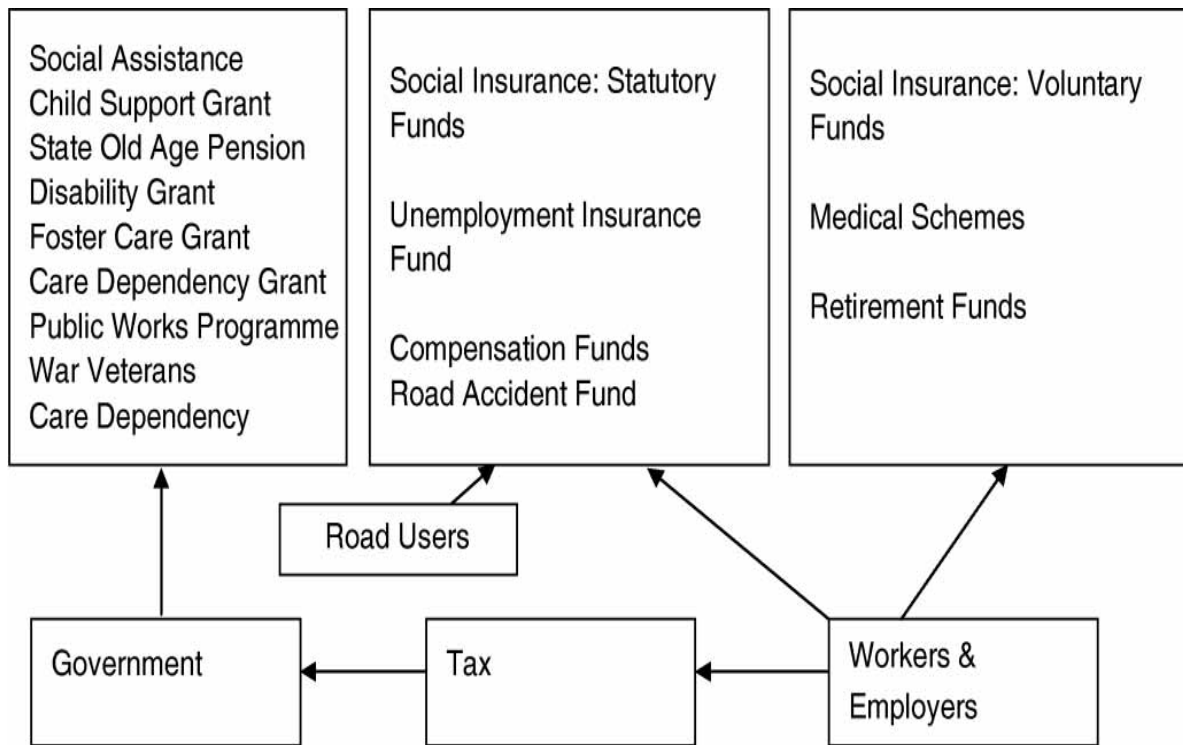 Social Assistance
Child Support Grant
State Old Age Pension
Disability Grant
Foster Care Grant
Care Dependency Grant
Public Works Programme
War Veterans
Care Dependency
Social Insurance: Statutory
Funds
Unemployment Insurance
Fund
Compensation Funds
Road Accident Fund
Social Insurance: Voluntary
Funds
Medical Schemes
Retirement Funds
Road Users
Government
Tax
Workers &
Employers